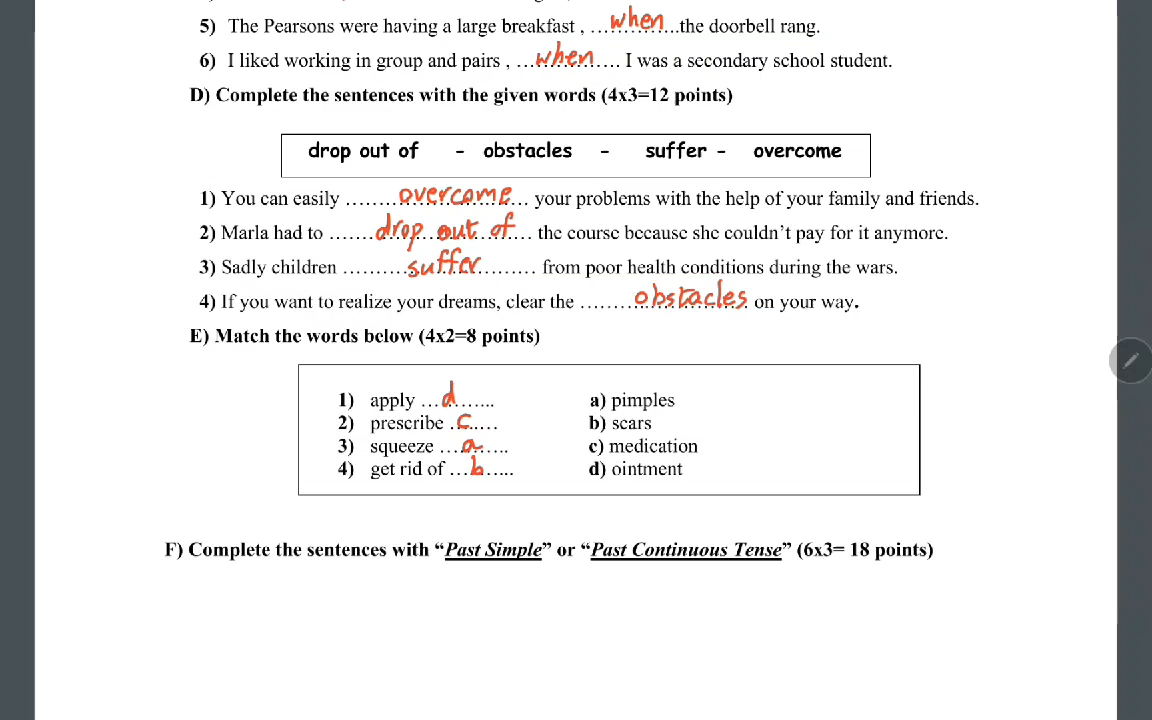 5) The Pearsons were having a large breakfast , ...when...the doorbell rang.
6) I liked working in group and pairs , ...when.... I was a secondary school student.
D) Complete the sentences with the given words (4x3=12 points)
drop out of - obstacles - suffer - overcome
1) You can easily ........overcome... your problems with the help of your family and friends.
2) Marla had to .......drop out of... the course because she couldn't pay for it anymore.
3) Sadly children ..........suffer......... from poor health conditions during the wars.
4) If you want to realize your dreams, clear the ........obstacles on your way.
E) Match the words below (4x2=8 points)
1) apply ...d....... a) pimples
2) prescribe .c..... b) scars
3) squeeze ...a..... c) medication
4) get rid of ...b..... d) ointment
F) Complete the sentences with “Past Simple” or “Past Continuous Tense” (6x3= 18 points)